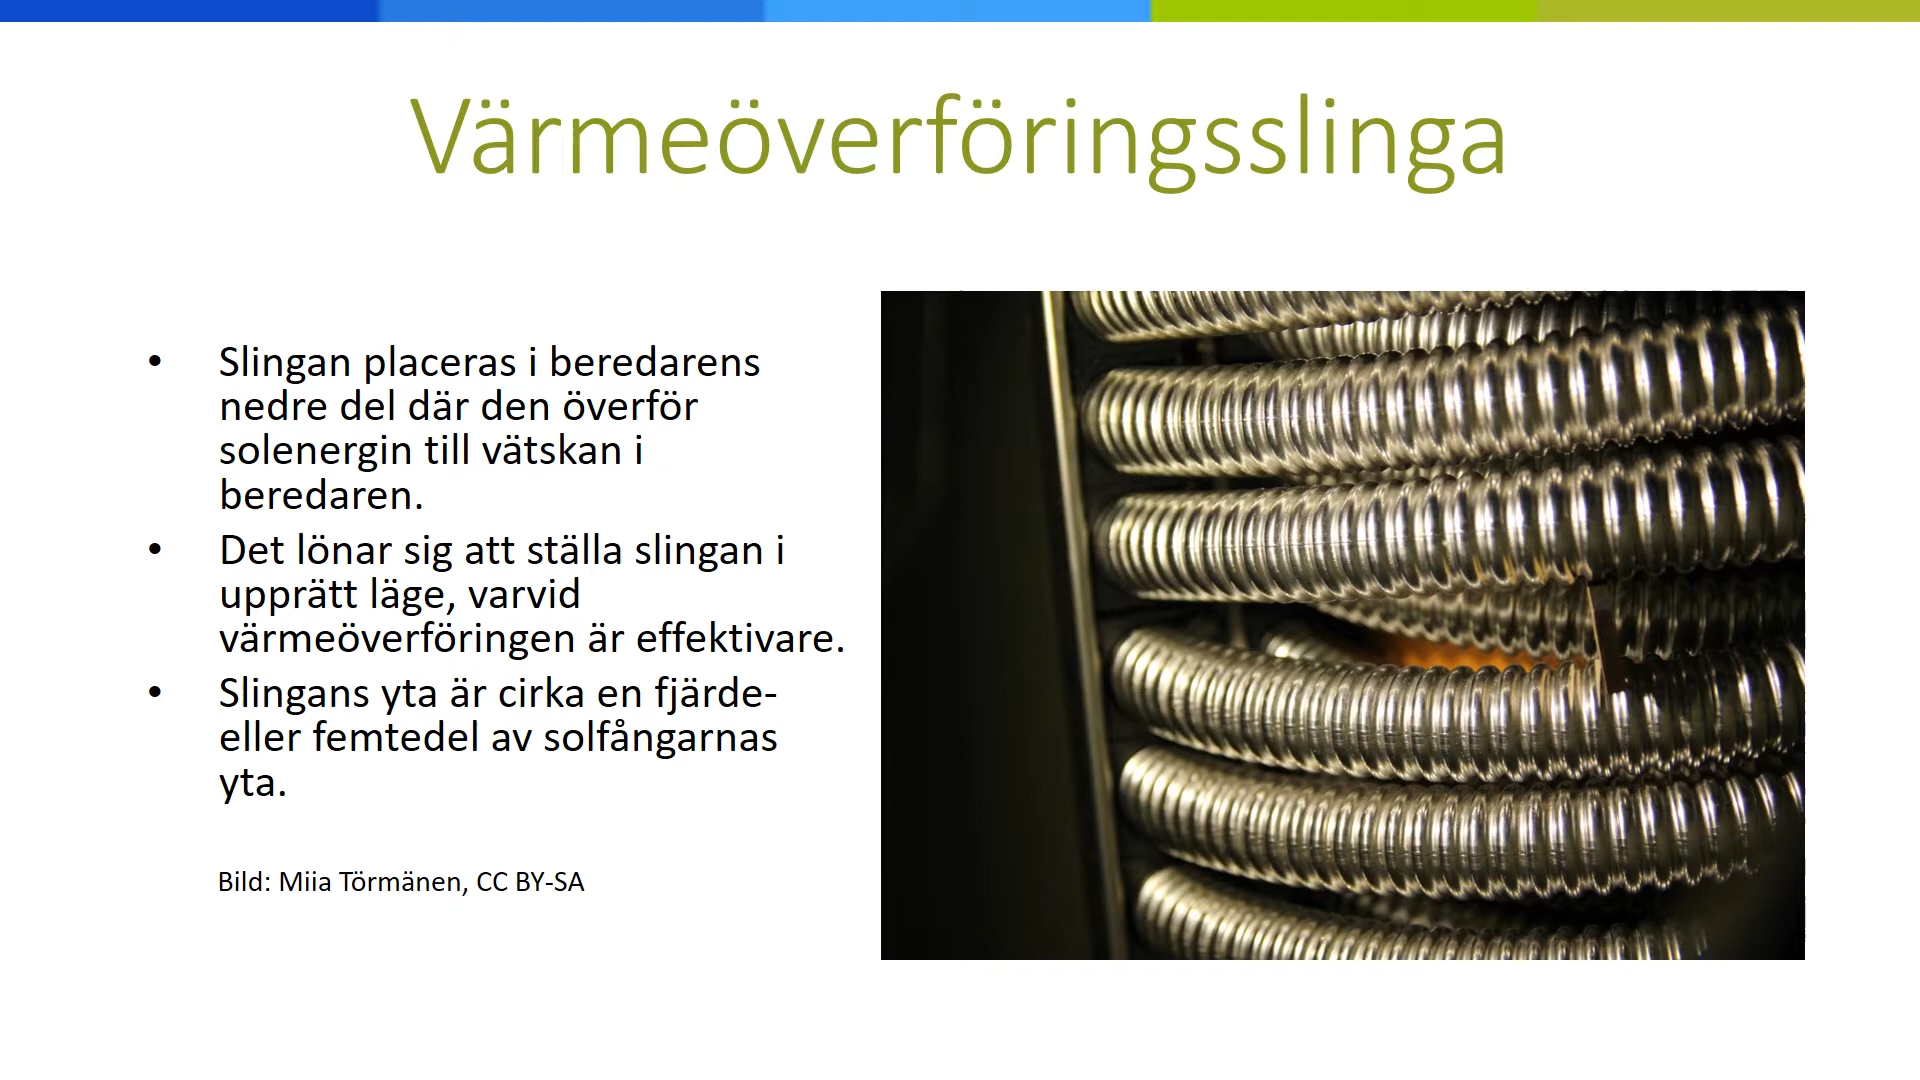 Värmeöverföringsslinga
• Slingan placeras i beredarens
nedre del där den överför
solenergin till vätskan i
beredaren.
• Det lönar sig att ställa slingan i
upprätt läge, varvid
värmeöverföringen är effektivare.
• Slingans yta är cirka en fjärde-
eller femtedel av solfångarnas
yta.
Bild: Miia Törmänen, CC BY-SA